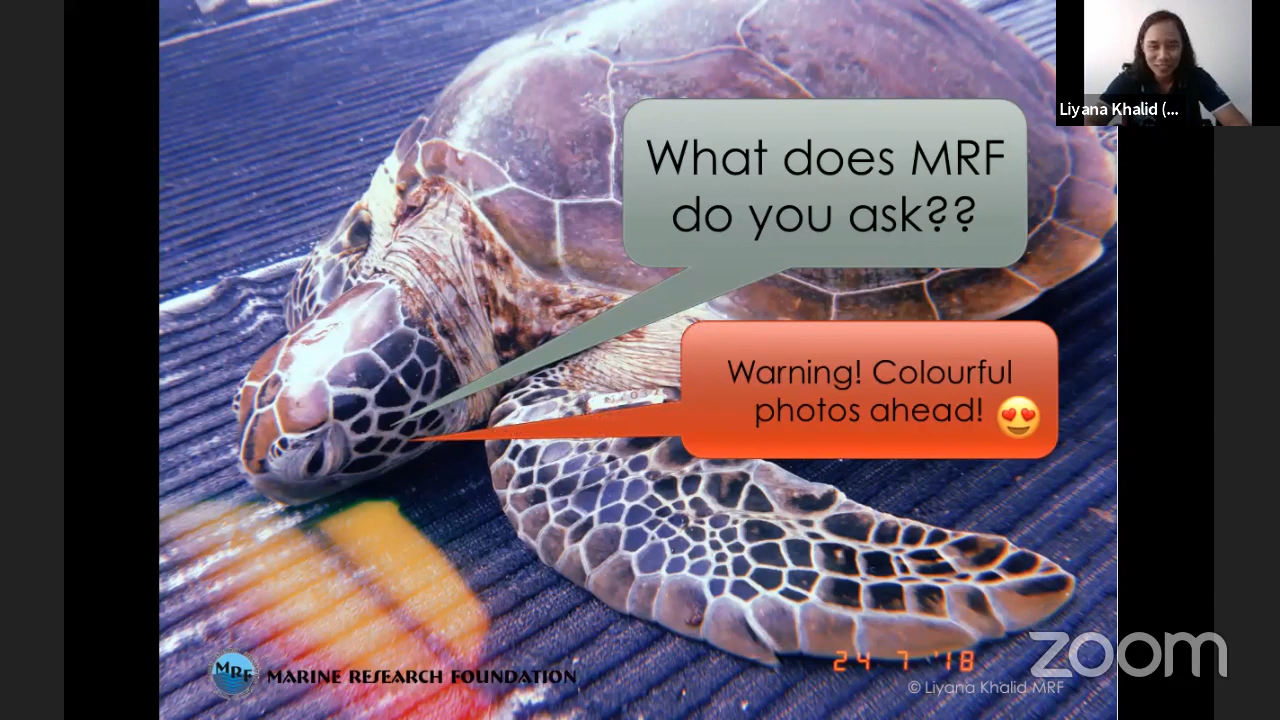 Liyana Khalid (...
What does MRF
do you ask??
Warning! Colourful
photos ahead!
MRF
MARINE RESEARCH FOUNDATION
24 7 '18
zoom
© Liyana Khalid MRF